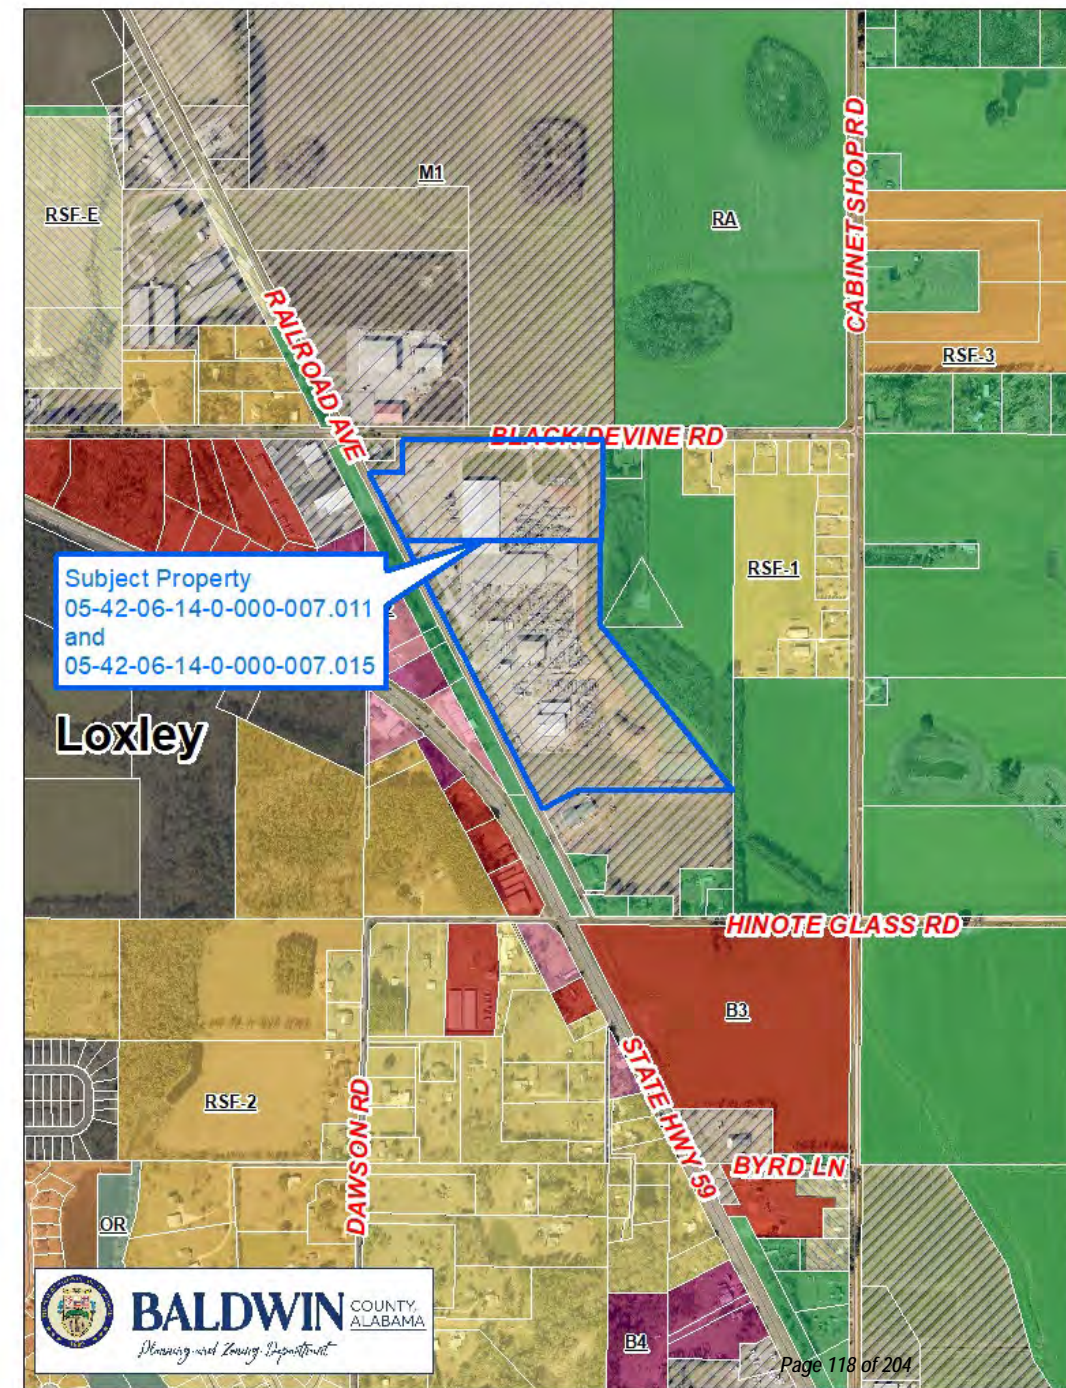 M1
RSF-E
RA
CABINET SHOP RD
RAILROAD AVE
RSF-3
BLACK DEVINE RD
Subject Property
05-42-06-14-0-000-007.011
and
05-42-06-14-0-000-007.015
RSF-1
Loxley
HINOTE GLASS RD
B3
STATE HWY 59
RSF-2
DAWSON RD
BYRD LN
OR
BALDWIN COUNTY, ALABAMA
Planning and Zoning Department
B4
Page 118 of 204